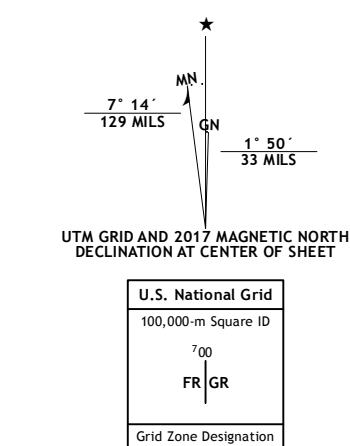 ★
MN
7° 14´
129 MILS
GN
1° 50´
33 MILS
UTM GRID AND 2017 MAGNETIC NORTH
DECLINATION AT CENTER OF SHEET
U.S. National Grid
100,000-m Square ID
⁷00
FR GR
Grid Zone Designation